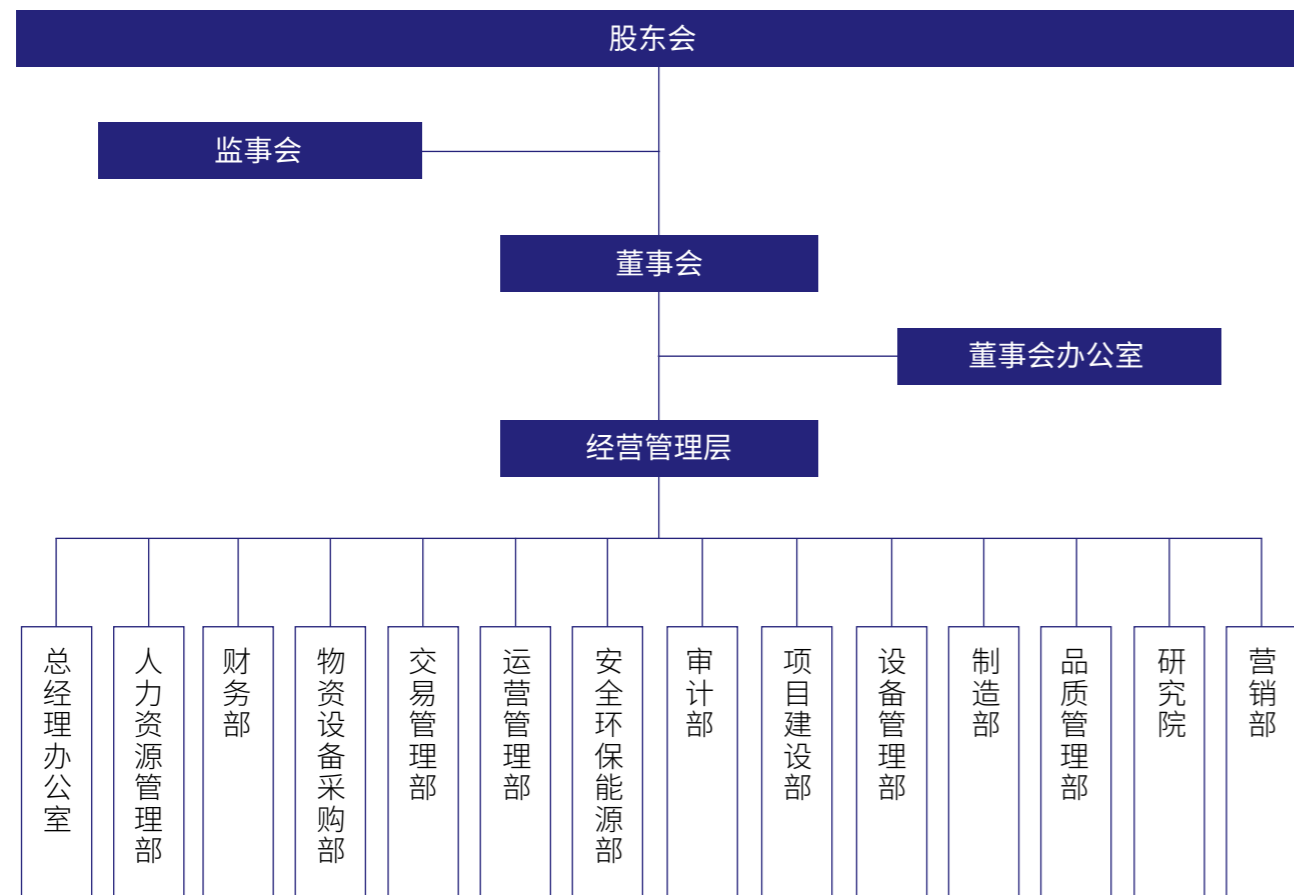 股东会
监事会
董事会
董事会办公室
经营管理层
总经理办公室
人力资源管理部
财务部
物资设备采购部
交易管理部
运营管理部
安全环保能源部
审计部
项目建设部
设备管理部
制造部
品质管理部
研究院
营销部